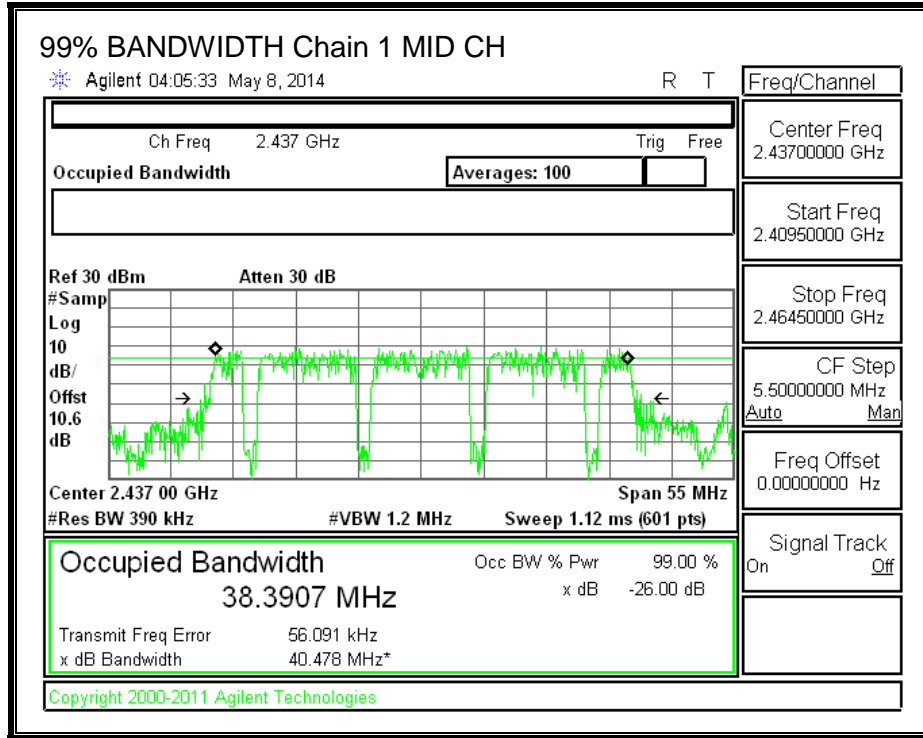 99% BANDWIDTH Chain 1 MID CH
Agilent 04:05:33 May 8, 2014 R T
Freq/Channel
Ch Freq 2.437 GHz Trig Free
Occupied Bandwidth Averages: 100
Center Freq
2.43700000 GHz
Start Freq
2.40950000 GHz
Stop Freq
2.46450000 GHz
CF Step
5.50000000 MHz
Auto Man
Freq Offset
0.00000000 Hz
Signal Track
On Off
Ref 30 dBm Atten 30 dB
#Samp
Log
10
dB/
Offst
10.6
dB
Center 2.437 00 GHz Span 55 MHz
#Res BW 390 kHz #VBW 1.2 MHz Sweep 1.12 ms (601 pts)
Occupied Bandwidth Occ BW % Pwr 99.00 %
38.3907 MHz x dB -26.00 dB
Transmit Freq Error 56.091 kHz
x dB Bandwidth 40.478 MHz*
Copyright 2000-2011 Agilent Technologies